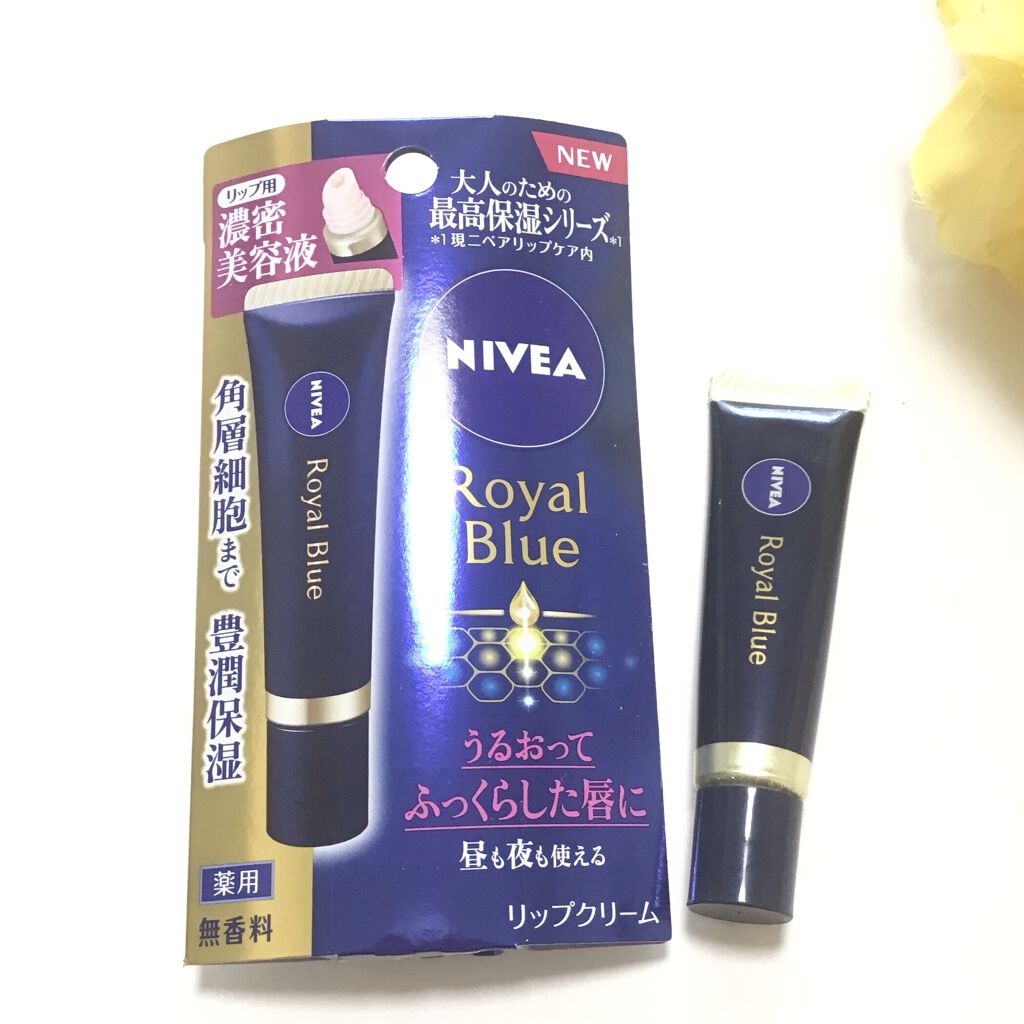 リップ用
濃密
美容液
NEW
大人のための
最高保湿シリーズ*1
*1現ニベアリップケア内
NIVEA
Royal
Blue
NIVEA
Royal Blue
角層細胞まで 豊潤保湿
うるおって
ふっくらした唇に
昼も夜も使える
薬用
無香料
リップクリーム
NIVEA
Royal Blue